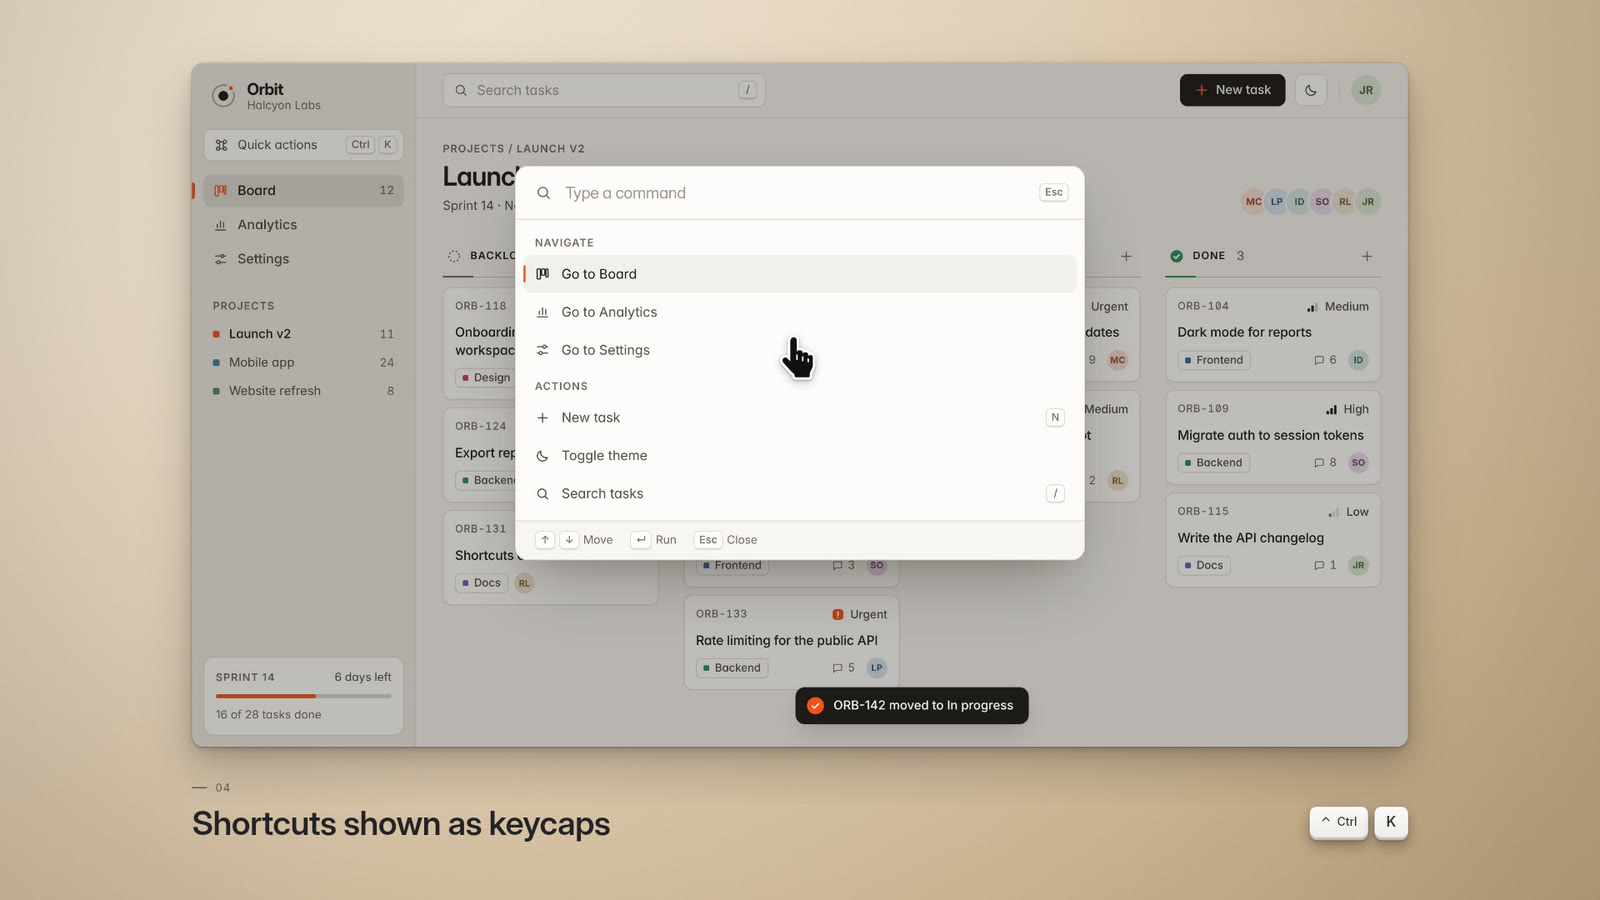 Orbit
Halcyon Labs
Search tasks /
New task
JR
Quick actions Ctrl K
Board 12
Analytics
Settings
PROJECTS
Launch v2 11
Mobile app 24
Website refresh 8
SPRINT 14 6 days left
16 of 28 tasks done
PROJECTS / LAUNCH V2
Sprint 14
MC LP ID SO RL JR
Type a command Esc
NAVIGATE
Go to Board
Go to Analytics
Go to Settings
ACTIONS
New task N
Toggle theme
Search tasks /
↑ ↓ Move ↵ Run Esc Close
ORB-118
workspac
Design
ORB-124
Export rep
ORB-131
Shortcuts
Docs RL
Frontend 3 SO
ORB-133 Urgent
Rate limiting for the public API
Backend 5 LP
Urgent
dates
9 MC
Medium
2 RL
DONE 3
ORB-104 Medium
Dark mode for reports
Frontend 6 ID
ORB-109 High
Migrate auth to session tokens
Backend 8 SO
ORB-115 Low
Write the API changelog
Docs 1 JR
ORB-142 moved to In progress
— 04
Shortcuts shown as keycaps
^ Ctrl K